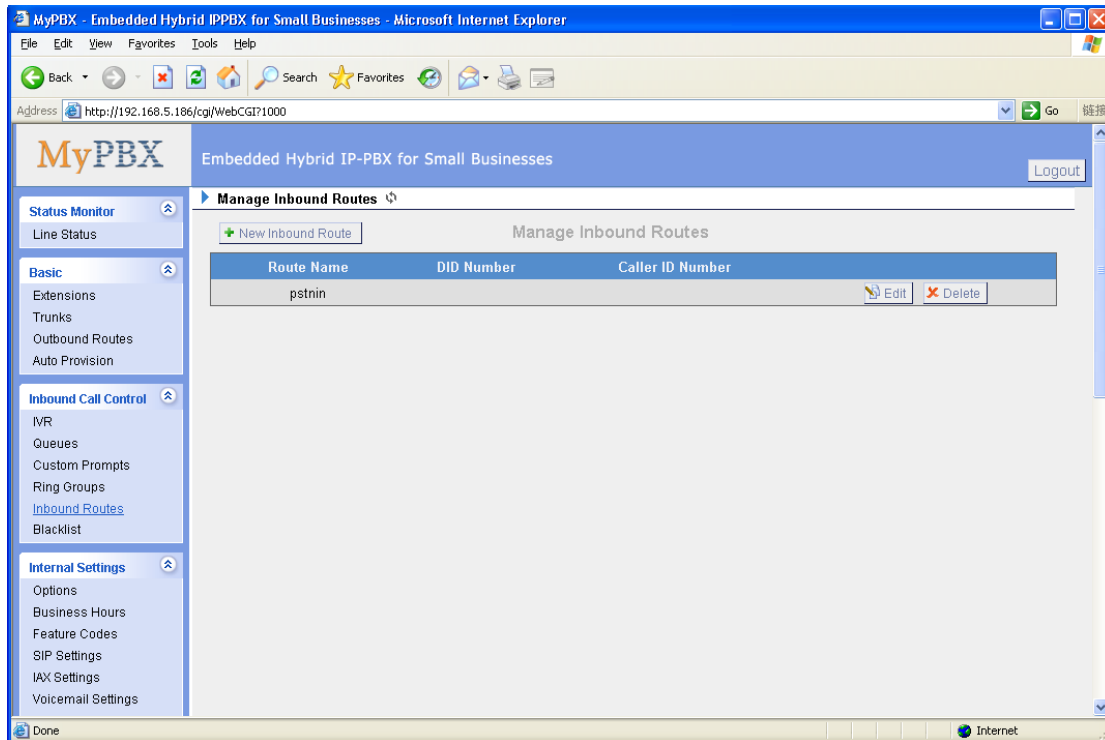 MyPBX - Embedded Hybrid IPPBX for Small Businesses - Microsoft Internet Explorer
File Edit View Favorites Tools Help
Back Search Favorites
Address http://192.168.5.186/cgi/WebCGI?1000 Go 链接
MyPBX
Embedded Hybrid IP-PBX for Small Businesses
Logout
Status Monitor
Line Status
Basic
Extensions
Trunks
Outbound Routes
Auto Provision
Inbound Call Control
IVR
Queues
Custom Prompts
Ring Groups
Inbound Routes
Blacklist
Internal Settings
Options
Business Hours
Feature Codes
SIP Settings
IAX Settings
Voicemail Settings
Manage Inbound Routes
New Inbound Route Manage Inbound Routes
Route Name DID Number Caller ID Number
pstnin Edit Delete
Done Internet